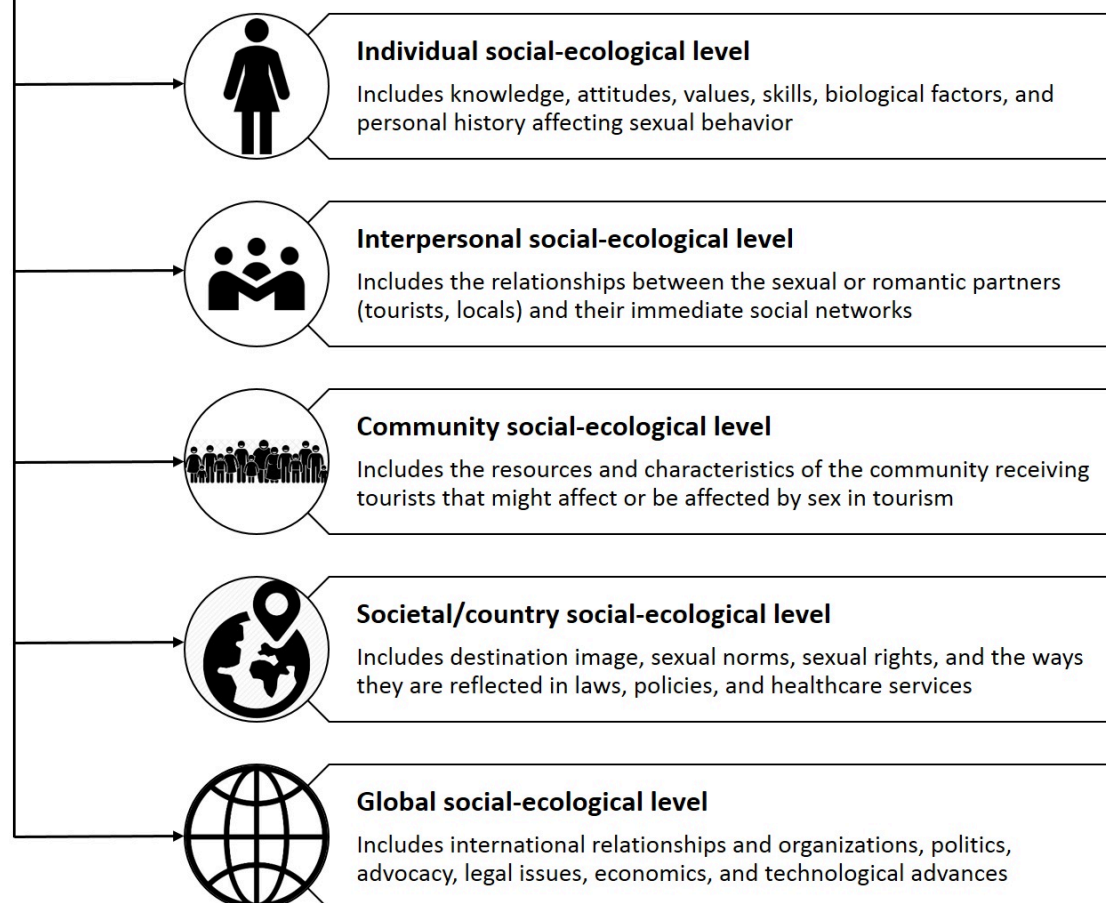 Individual social-ecological level
Includes knowledge, attitudes, values, skills, biological factors, and
personal history affecting sexual behavior
Interpersonal social-ecological level
Includes the relationships between the sexual or romantic partners
(tourists, locals) and their immediate social networks
Community social-ecological level
Includes the resources and characteristics of the community receiving
tourists that might affect or be affected by sex in tourism
Societal/country social-ecological level
Includes destination image, sexual norms, sexual rights, and the ways
they are reflected in laws, policies, and healthcare services
Global social-ecological level
Includes international relationships and organizations, politics,
advocacy, legal issues, economics, and technological advances